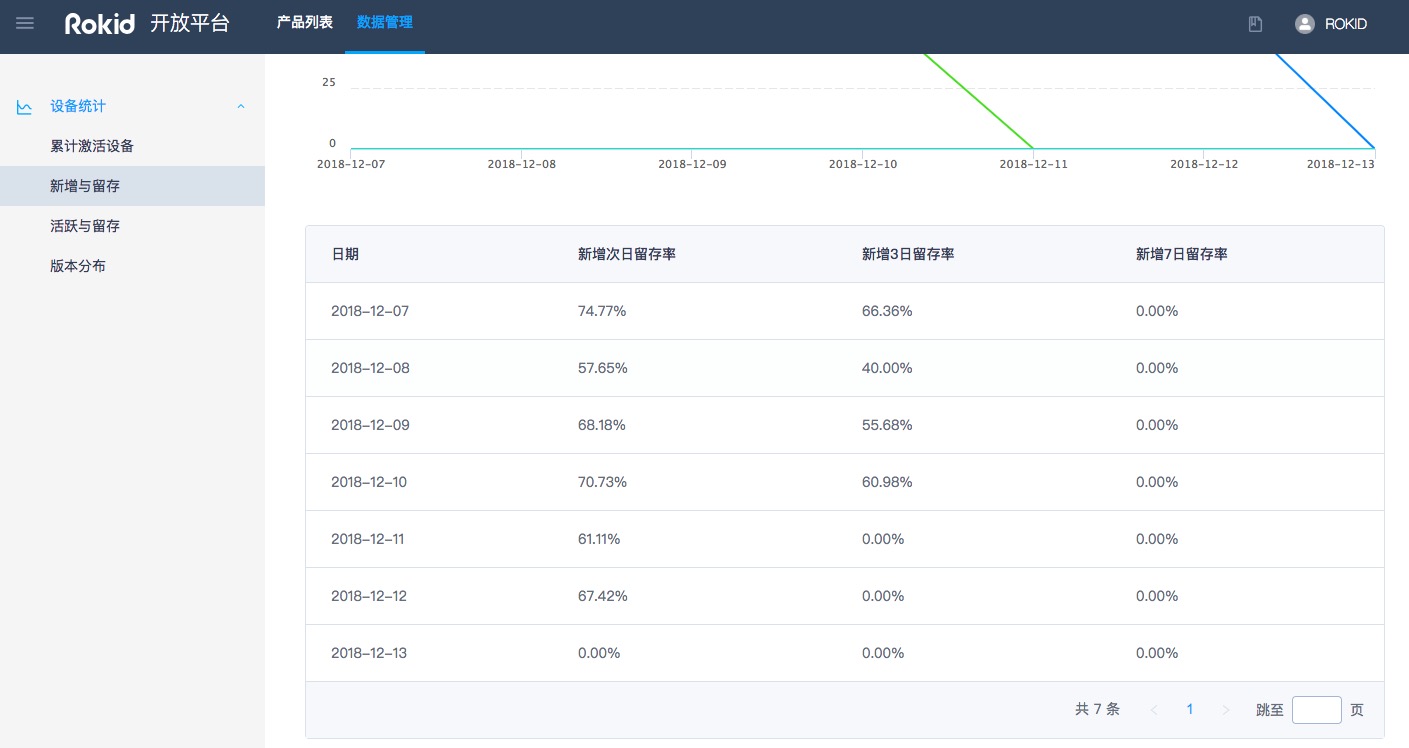 Rokid 开放平台 产品列表 数据管理 ROKID
设备统计
累计激活设备
新增与留存
活跃与留存
版本分布
25
0
2018-12-07 2018-12-08 2018-12-09 2018-12-10 2018-12-11 2018-12-12 2018-12-13
日期 新增次日留存率 新增3日留存率 新增7日留存率
2018-12-07 74.77% 66.36% 0.00%
2018-12-08 57.65% 40.00% 0.00%
2018-12-09 68.18% 55.68% 0.00%
2018-12-10 70.73% 60.98% 0.00%
2018-12-11 61.11% 0.00% 0.00%
2018-12-12 67.42% 0.00% 0.00%
2018-12-13 0.00% 0.00% 0.00%
共 7 条 < 1 > 跳至 页